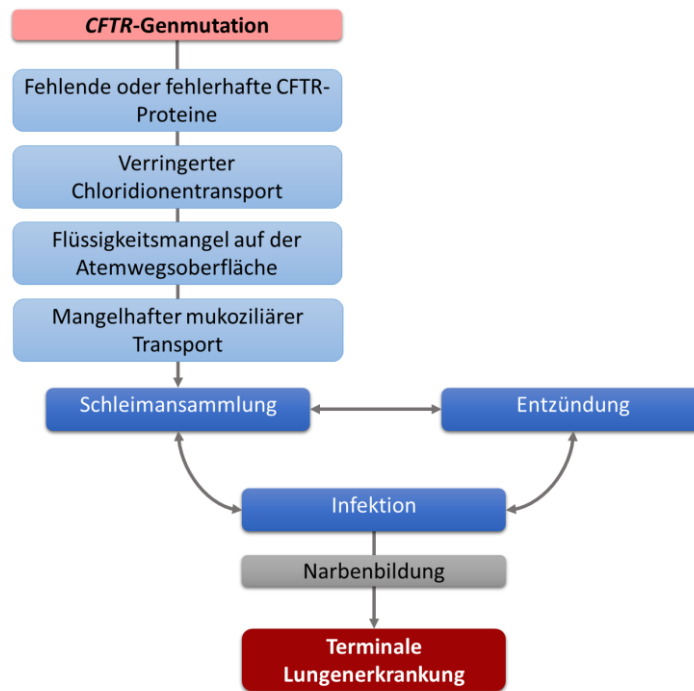 CFTR-Genmutation
Fehlende oder fehlerhafte CFTR-
Proteine
Verringerter
Chloridionentransport
Flüssigkeitsmangel auf der
Atemwegsoberfläche
Mangelhafter mukoziliärer
Transport
Schleimansammlung
Entzündung
Infektion
Narbenbildung
Terminale
Lungenerkrankung